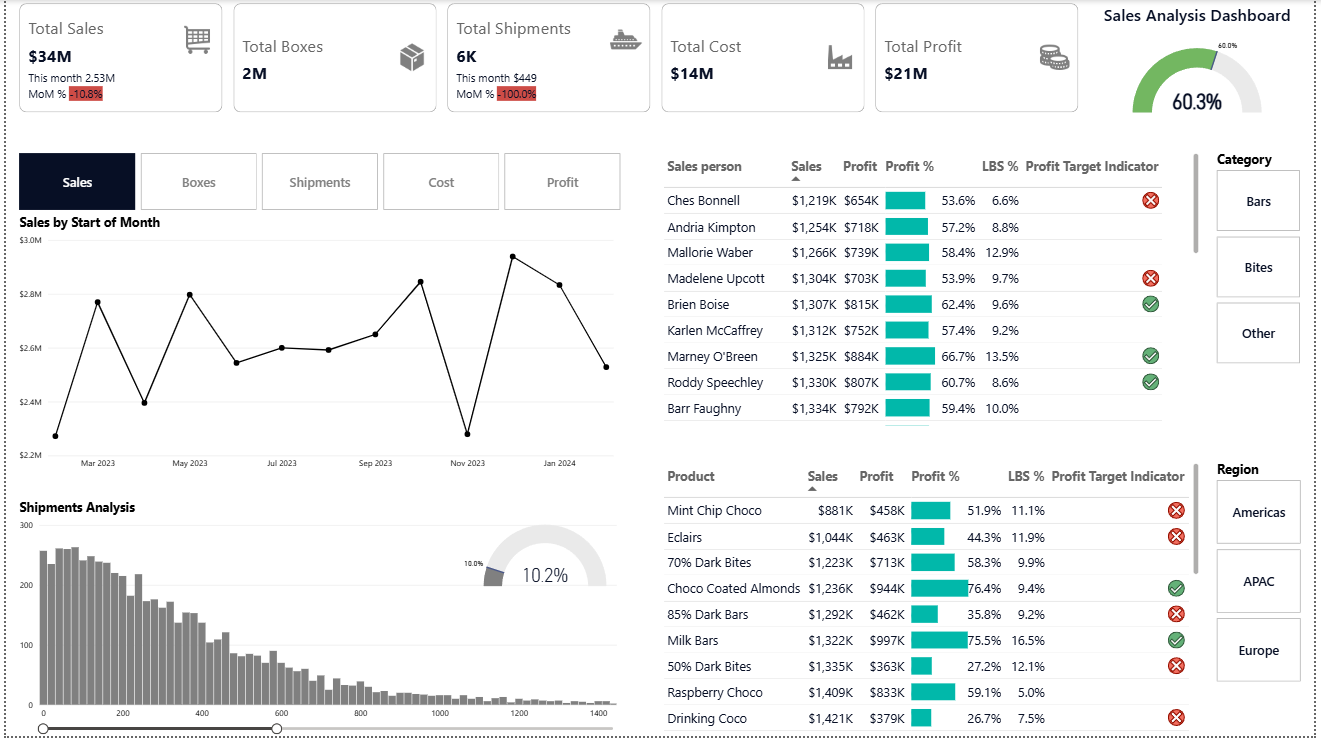 Total Sales
$34M
This month 2.53M
MoM % -10.8%
Total Boxes
2M
Total Shipments
6K
This month $449
MoM % -100.0%
Total Cost
$14M
Total Profit
$21M
Sales Analysis Dashboard
60.0%
60.3%
Sales Boxes Shipments Cost Profit
Sales by Start of Month
$3.0M
$2.8M
$2.6M
$2.4M
$2.2M
Mar 2023 May 2023 Jul 2023 Sep 2023 Nov 2023 Jan 2024
Shipments Analysis
300
200
100
0
10.0%
10.2%
0 200 400 600 800 1000 1200 1400
Sales person Sales Profit Profit % LBS % Profit Target Indicator
Ches Bonnell $1,219K $654K 53.6% 6.6%
Andria Kimpton $1,254K $718K 57.2% 8.8%
Mallorie Waber $1,266K $739K 58.4% 12.9%
Madelene Upcott $1,304K $703K 53.9% 9.7%
Brien Boise $1,307K $815K 62.4% 9.6%
Karlen McCaffrey $1,312K $752K 57.4% 9.2%
Marney O'Breen $1,325K $884K 66.7% 13.5%
Roddy Speechley $1,330K $807K 60.7% 8.6%
Barr Faughny $1,334K $792K 59.4% 10.0%
Category
Bars
Bites
Other
Product Sales Profit Profit % LBS % Profit Target Indicator
Mint Chip Choco $881K $458K 51.9% 11.1%
Eclairs $1,044K $463K 44.3% 11.9%
70% Dark Bites $1,223K $713K 58.3% 9.9%
Choco Coated Almonds $1,236K $944K 76.4% 9.4%
85% Dark Bars $1,292K $462K 35.8% 9.2%
Milk Bars $1,322K $997K 75.5% 16.5%
50% Dark Bites $1,335K $363K 27.2% 12.1%
Raspberry Choco $1,409K $833K 59.1% 5.0%
Drinking Coco $1,421K $379K 26.7% 7.5%
Region
Americas
APAC
Europe